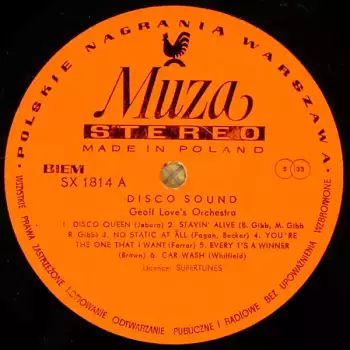 POLSKIE NAGRANIA WARSZAWA
Muza
STEREO
MADE IN POLAND
BIEM
SX 1814 A
S 33
DISCO SOUND
Geoff Love's Orchestra
1. DISCO QUEEN (Jabara) 2. STAYIN' ALIVE (B. Gibb, M. Gibb
R Gibb) 3. NO STATIC AT ALL (Fagan, Becker) 4. YOU'RE
THE ONE THAT I WANT (Farrar) 5. EVERY 1'S A WINNER
(Brown) 6. CAR WASH (Whitfield)
Licence: SUPERTUNES
WSZYSTKIE PRAWA ZASTRZEŻONE KOPIOWANIE ODTWARZANIE PUBLICZNE I RADIOWE BEZ UPOWAŻNIENIA WZBRONIONE